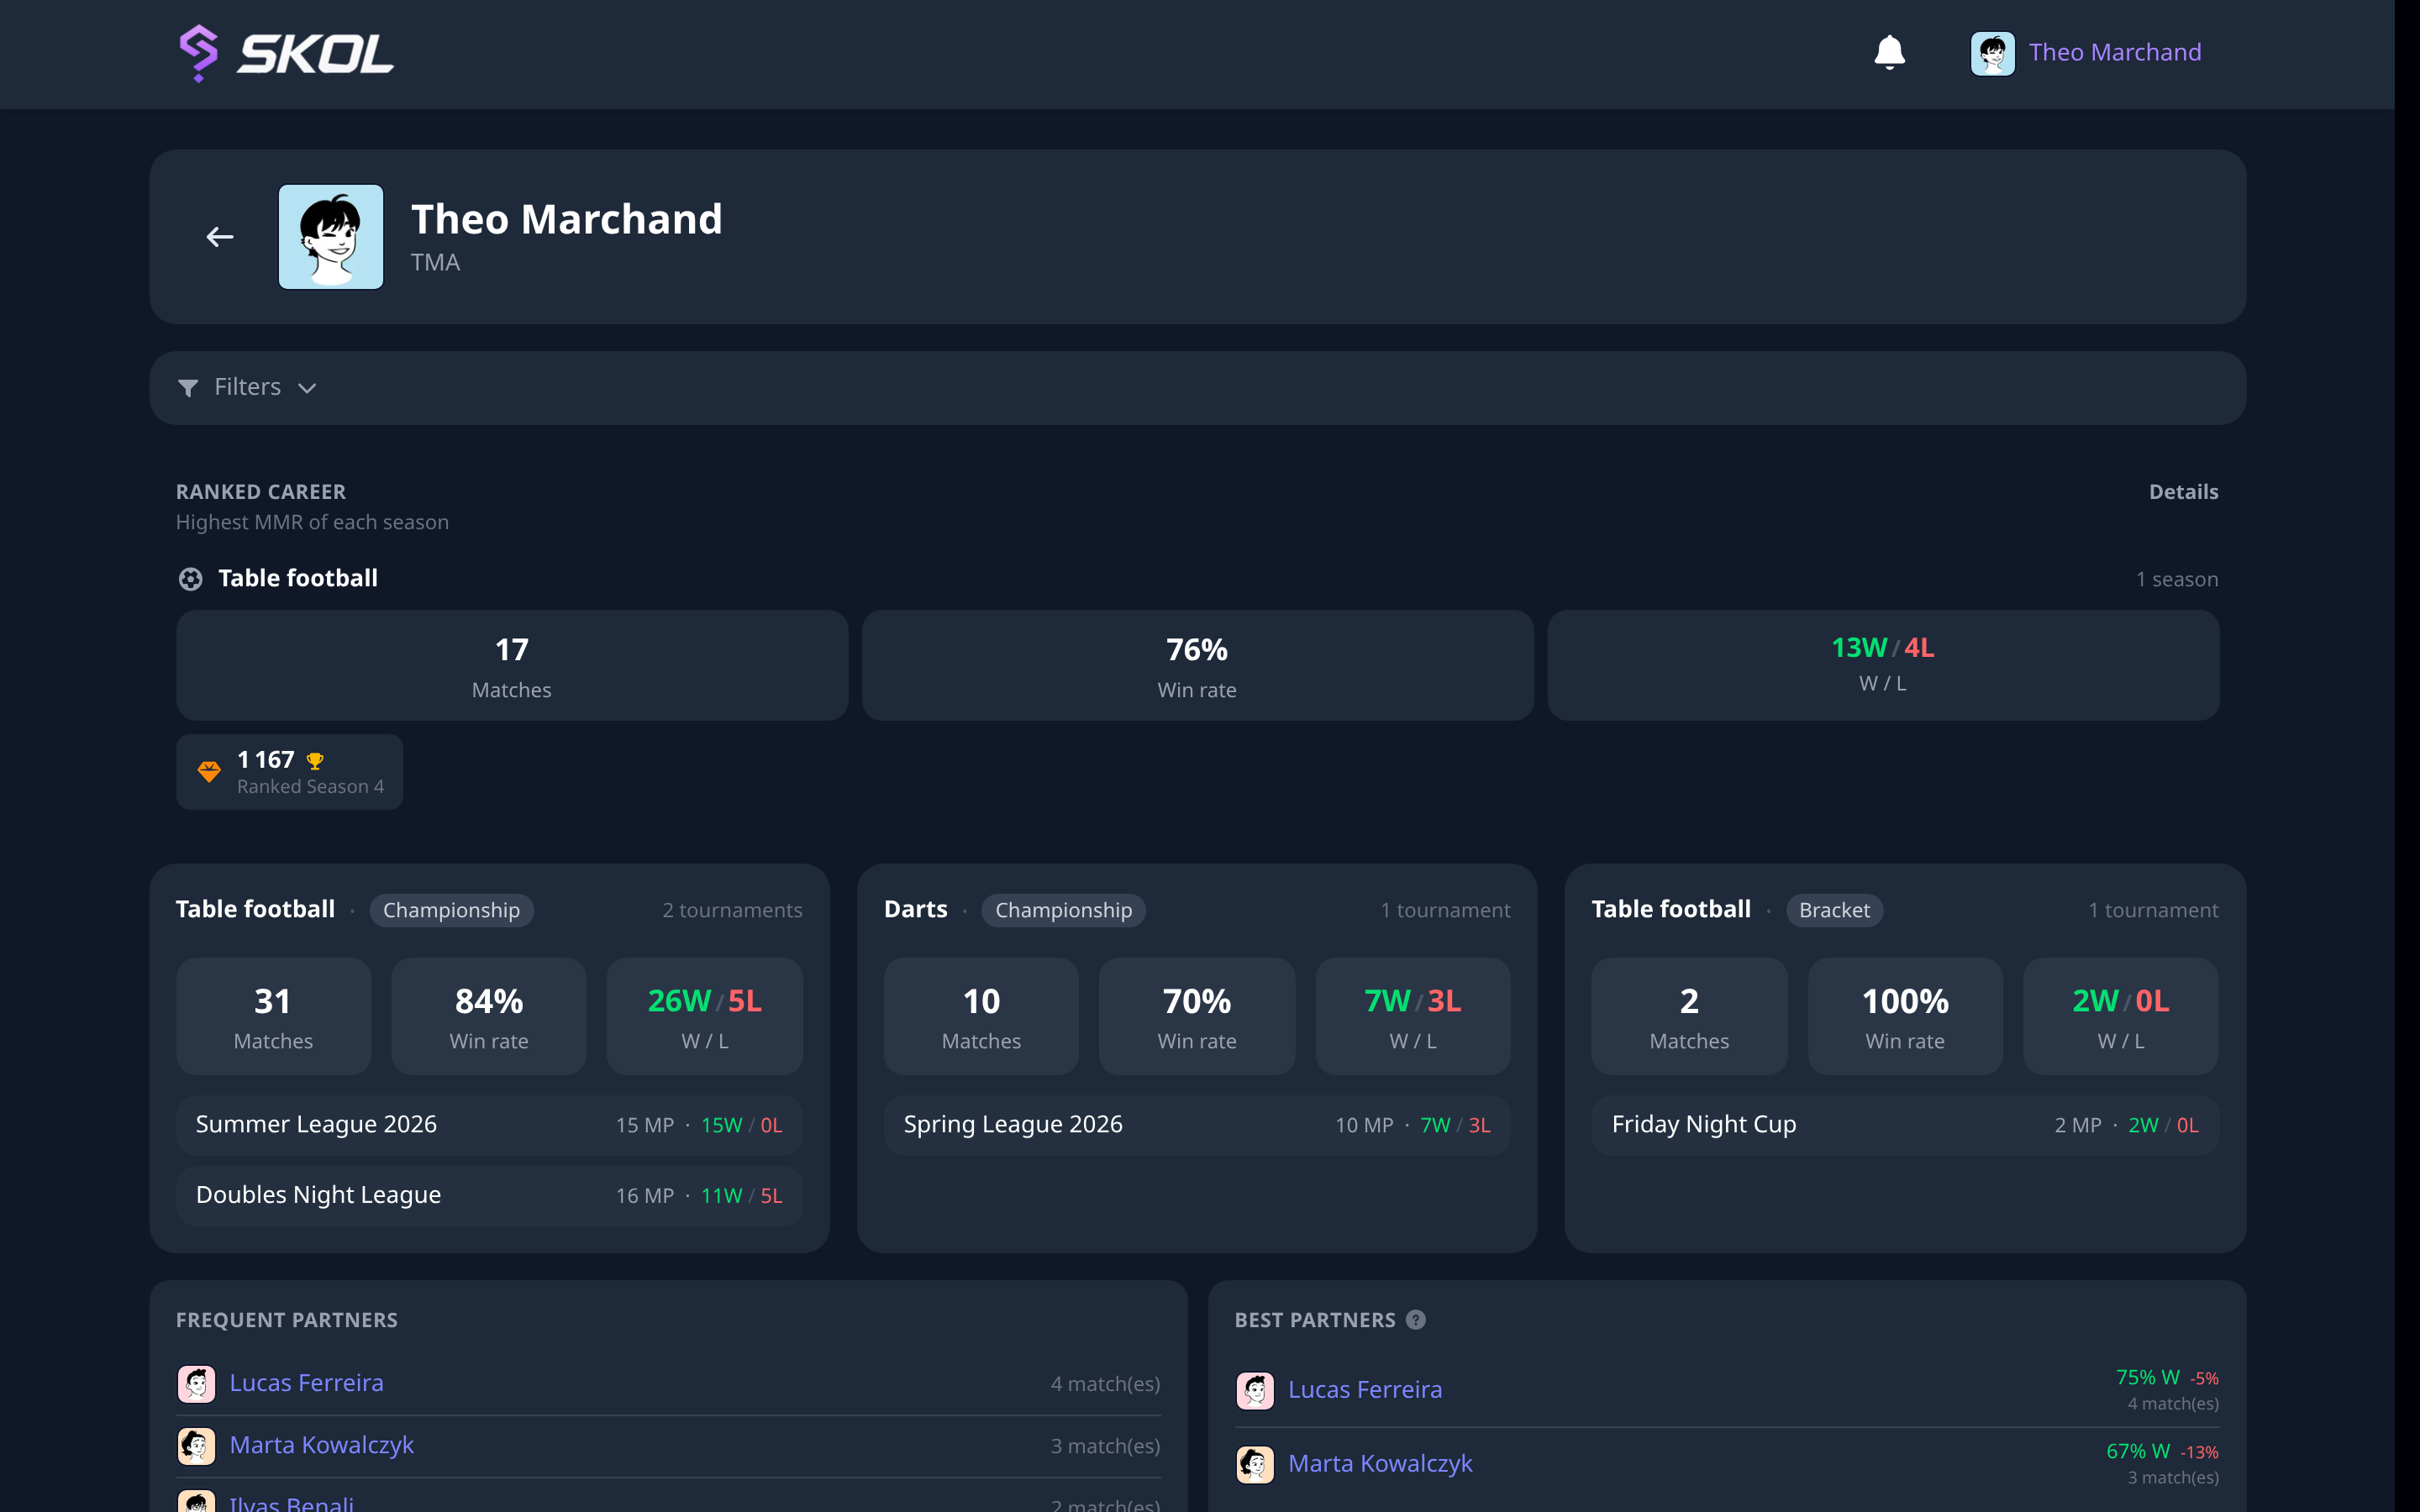 SKOL
Theo Marchand
Theo Marchand
TMA
Filters
RANKED CAREER
Details
Highest MMR of each season
Table football
1 season
17
Matches
76%
Win rate
13W / 4L
W / L
1 167
Ranked Season 4
Table football · Championship 2 tournaments
31
Matches
84%
Win rate
26W / 5L
W / L
Summer League 2026 15 MP · 15W / 0L
Doubles Night League 16 MP · 11W / 5L
Darts · Championship 1 tournament
10
Matches
70%
Win rate
7W / 3L
W / L
Spring League 2026 10 MP · 7W / 3L
Table football · Bracket 1 tournament
2
Matches
100%
Win rate
2W / 0L
W / L
Friday Night Cup 2 MP · 2W / 0L
FREQUENT PARTNERS
Lucas Ferreira 4 match(es)
Marta Kowalczyk 3 match(es)
Ilyas Benali 2 match(es)
BEST PARTNERS ?
Lucas Ferreira 75% W -5%
4 match(es)
Marta Kowalczyk 67% W -13%
3 match(es)